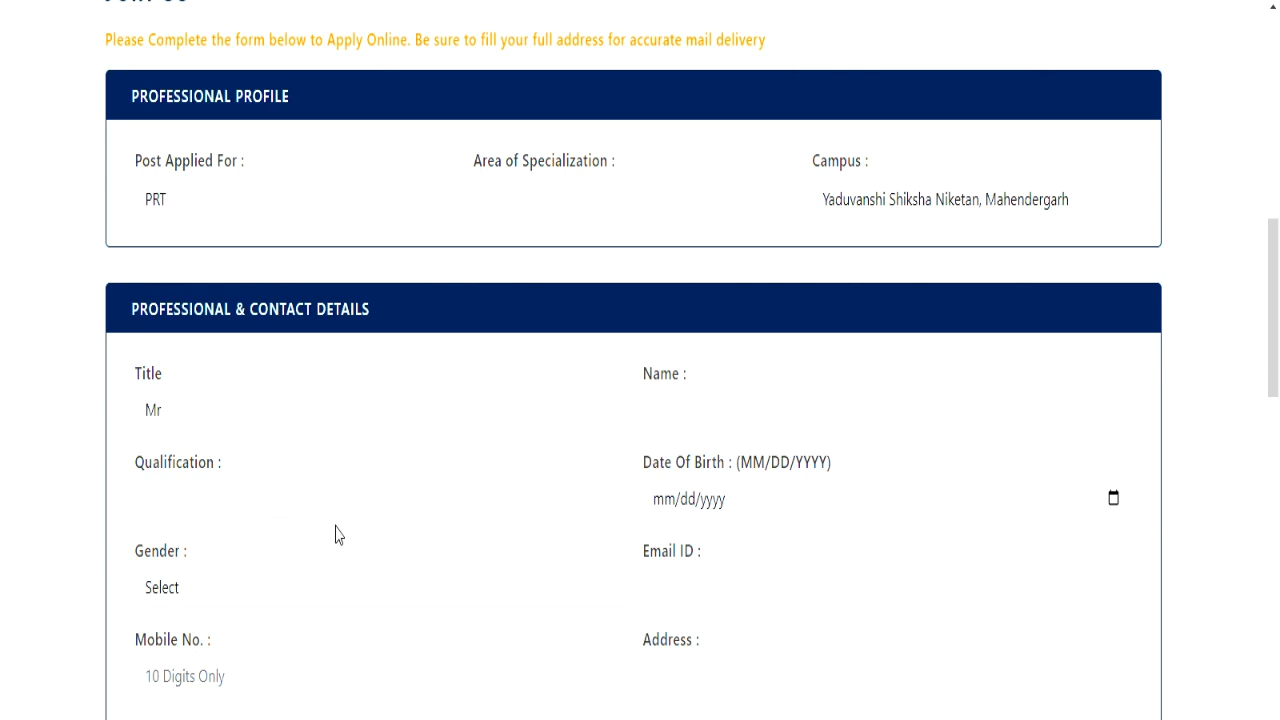 Please Complete the form below to Apply Online. Be sure to fill your full address for accurate mail delivery
PROFESSIONAL PROFILE
Post Applied For :
Area of Specialization :
Campus :
PRT
Yaduvanshi Shiksha Niketan, Mahendergarh
PROFESSIONAL & CONTACT DETAILS
Title
Name :
Mr
Qualification :
Date Of Birth : (MM/DD/YYYY)
mm/dd/yyyy
Gender :
Email ID :
Select
Mobile No. :
Address :
10 Digits Only